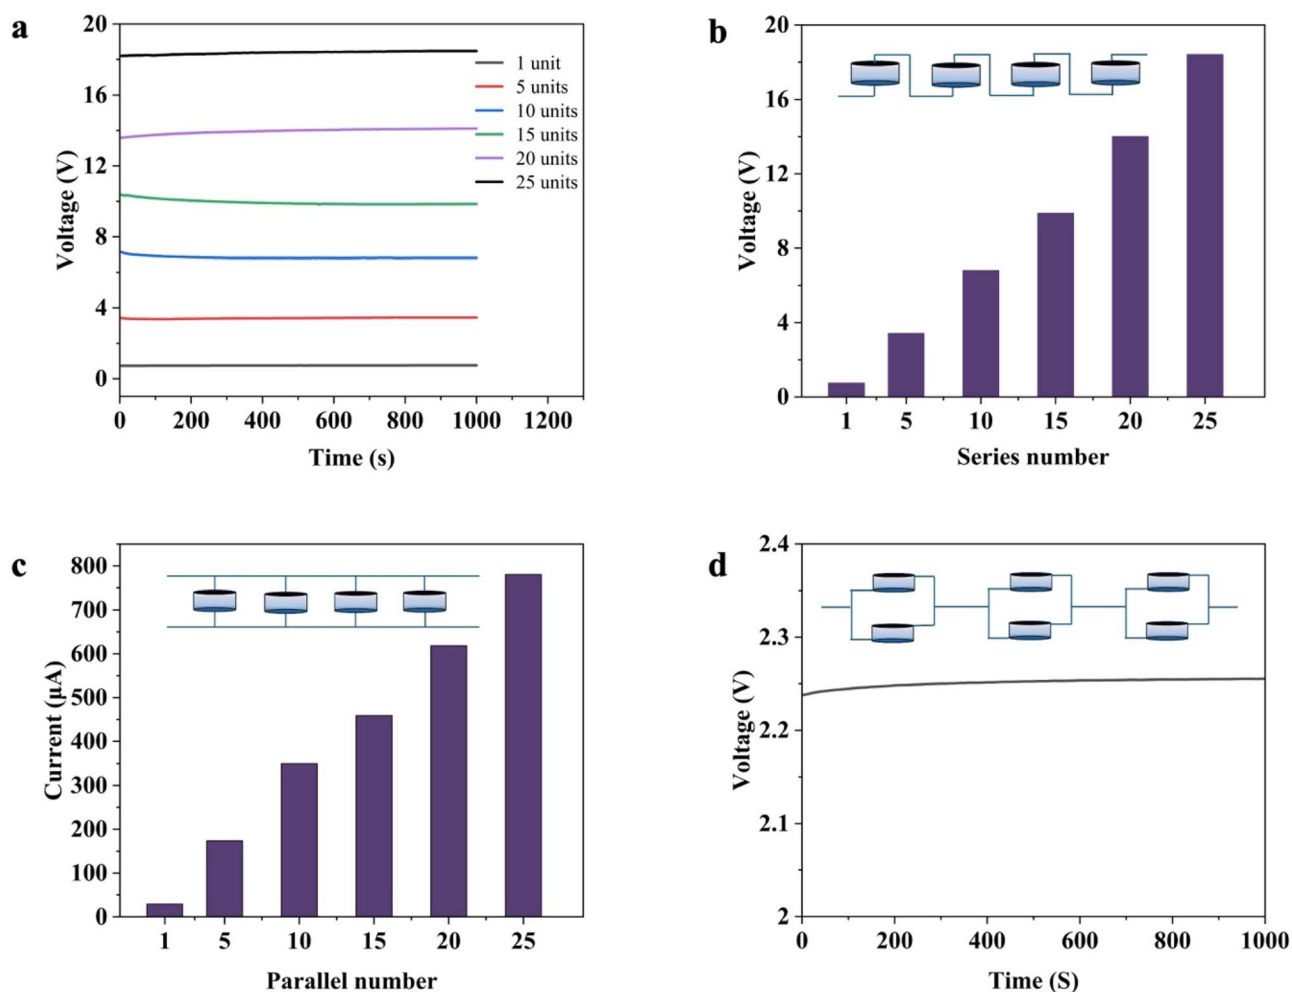 a
20
16
12
8
4
0
Voltage (V)
0 200 400 600 800 1000 1200
Time (s)
1 unit
5 units
10 units
15 units
20 units
25 units
b
20
16
12
8
4
0
Voltage (V)
1 5 10 15 20 25
Series number
c
800
700
600
500
400
300
200
100
0
Current (μA)
1 5 10 15 20 25
Parallel number
d
2.4
2.3
2.2
2.1
2
Voltage (V)
0 200 400 600 800 1000
Time (S)